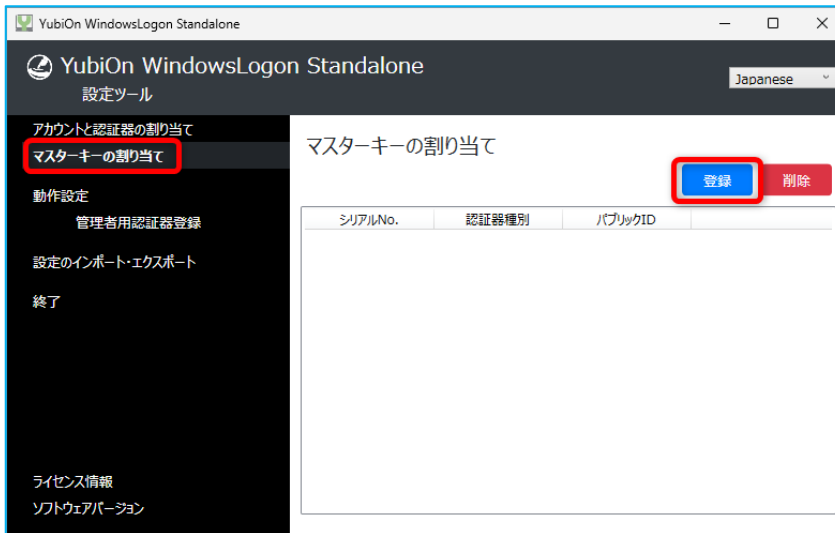 YubiOn WindowsLogon Standalone
YubiOn WindowsLogon Standalone
設定ツール
Japanese
アカウントと認証器の割り当て
マスターキーの割り当て
動作設定
管理者用認証器登録
設定のインポート・エクスポート
終了
ライセンス情報
ソフトウェアバージョン
マスターキーの割り当て
登録 削除
シリアルNo. 認証器種別 パブリックID